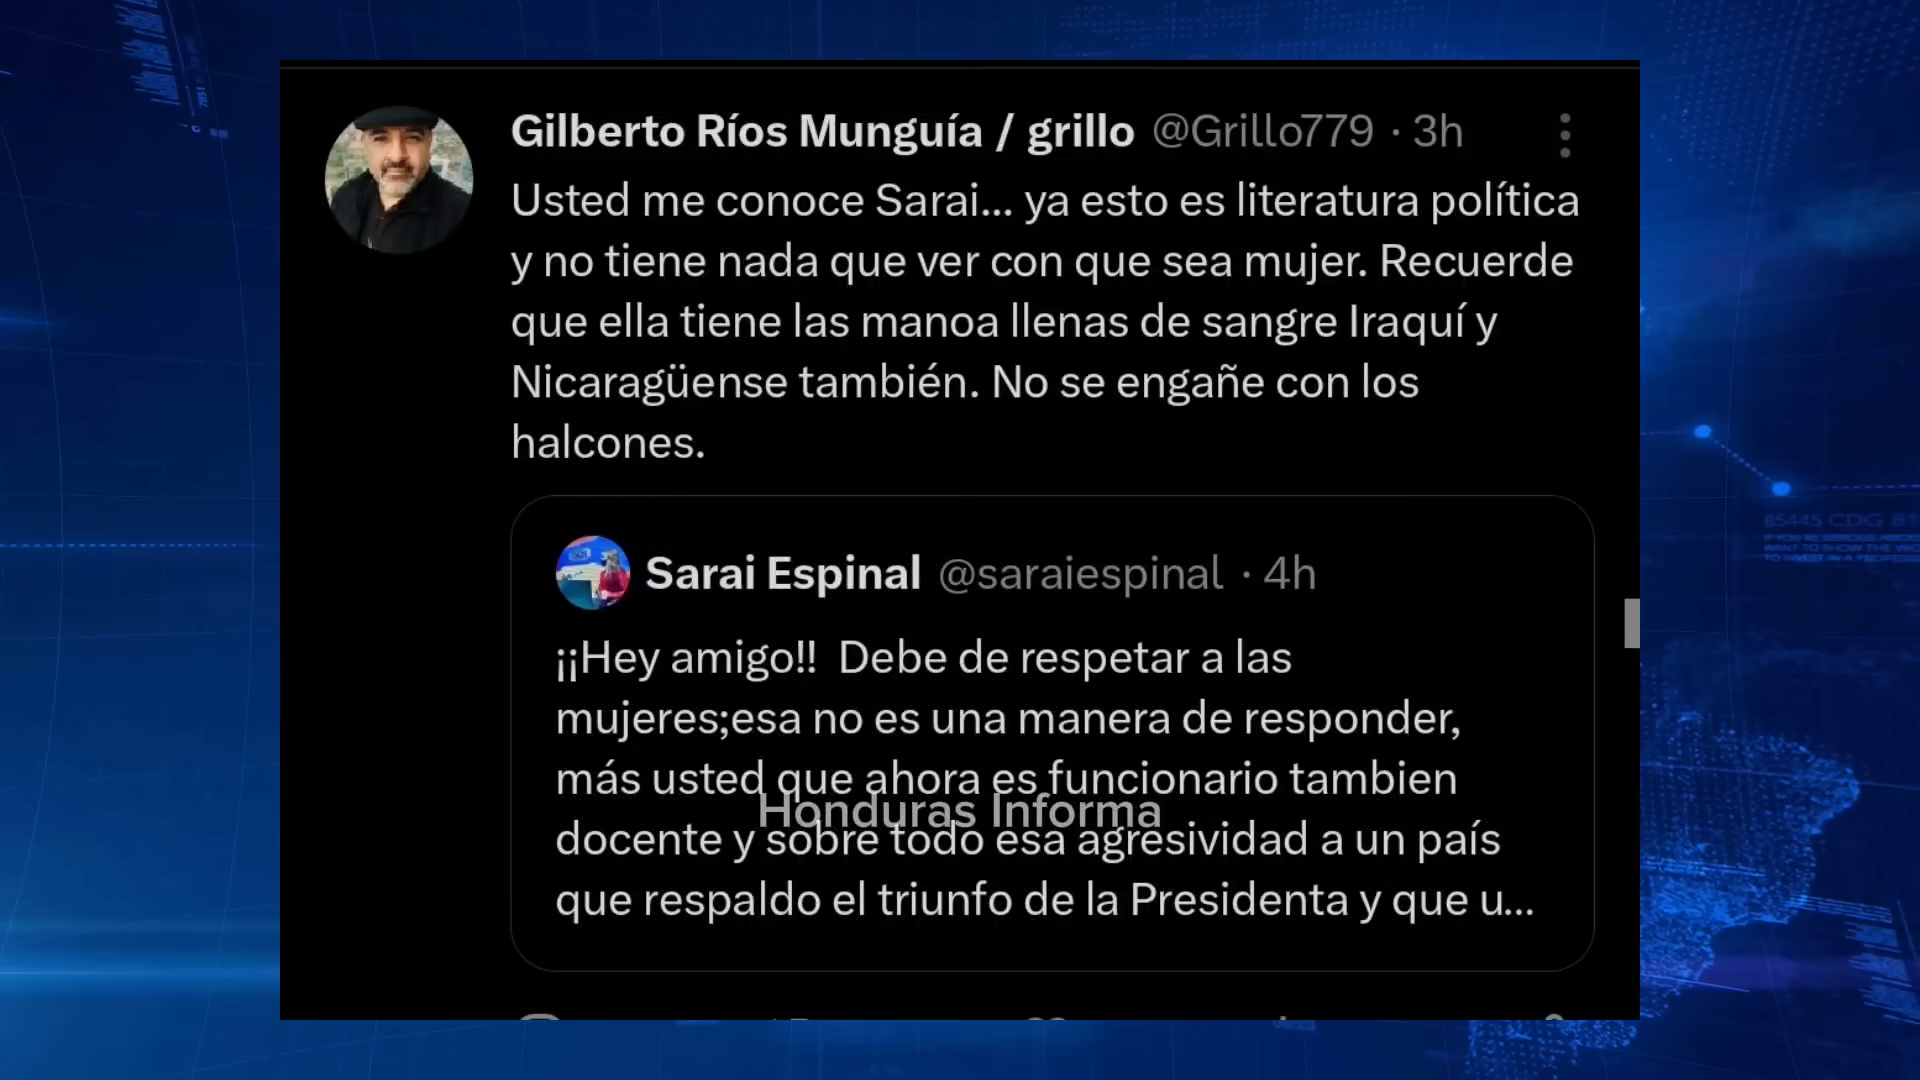 Gilberto Ríos Munguía / grillo @Grillo779 · 3h
Usted me conoce Sarai... ya esto es literatura política
y no tiene nada que ver con que sea mujer. Recuerde
que ella tiene las manoa llenas de sangre Iraquí y
Nicaragüense también. No se engañe con los
halcones.
Sarai Espinal @saraiespinal · 4h
¡¡Hey amigo!! Debe de respetar a las
mujeres;esa no es una manera de responder,
más usted que ahora es funcionario tambien
Honduras Informa
docente y sobre todo esa agresividad a un país
que respaldo el triunfo de la Presidenta y que u...
85445 CDG